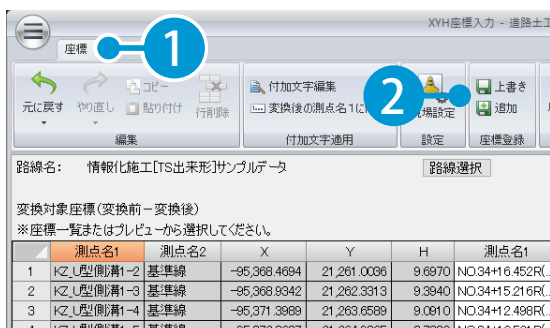 XYH座標入力 - 道路土工
座標
1
元に戻す やり直し コピー 貼り付け 行削除
編集
付加文字編集
変換後の測点名1に
付加文字適用
2
現場設定
設定
上書き
追加
座標登録
路線名: 情報化施工[TS出来形]サンプルデータ 路線選択
変換対象座標(変換前-変換後)
※座標一覧またはプレビューから選択してください。
測点名1 測点名2 X Y H 測点名1
1 KZ_U型側溝1-2 基準線 -95,368.4694 21,261.0036 9.6970 NO.34+16.452R(..
2 KZ_U型側溝1-3 基準線 -95,368.9342 21,262.3313 9.3940 NO.34+15.216R(..
3 KZ_U型側溝1-4 基準線 -95,371.3989 21,263.6589 9.0910 NO.34+12.498R(..